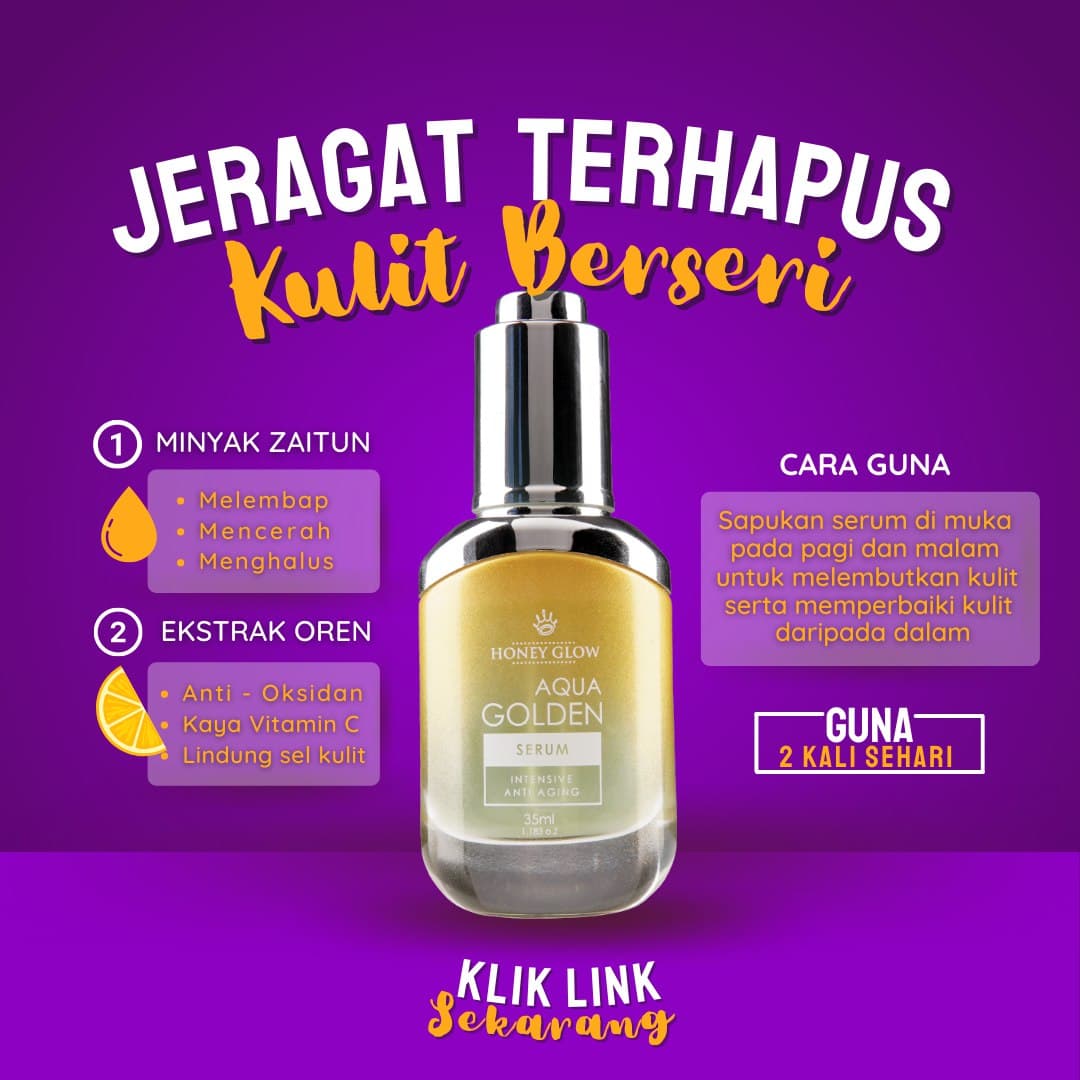 JERAGAT TERHAPUS
Kulit Berseri
1 MINYAK ZAITUN
• Melembap
• Mencerah
• Menghalus
2 EKSTRAK OREN
• Anti - Oksidan
• Kaya Vitamin C
• Lindung sel kulit
HONEY GLOW
AQUA
GOLDEN
SERUM
INTENSIVE
ANTI AGING
35ml
CARA GUNA
Sapukan serum di muka
pada pagi dan malam
untuk melembutkan kulit
serta memperbaiki kulit
daripada dalam
GUNA
2 KALI SEHARI
KLIK LINK
Sekarang